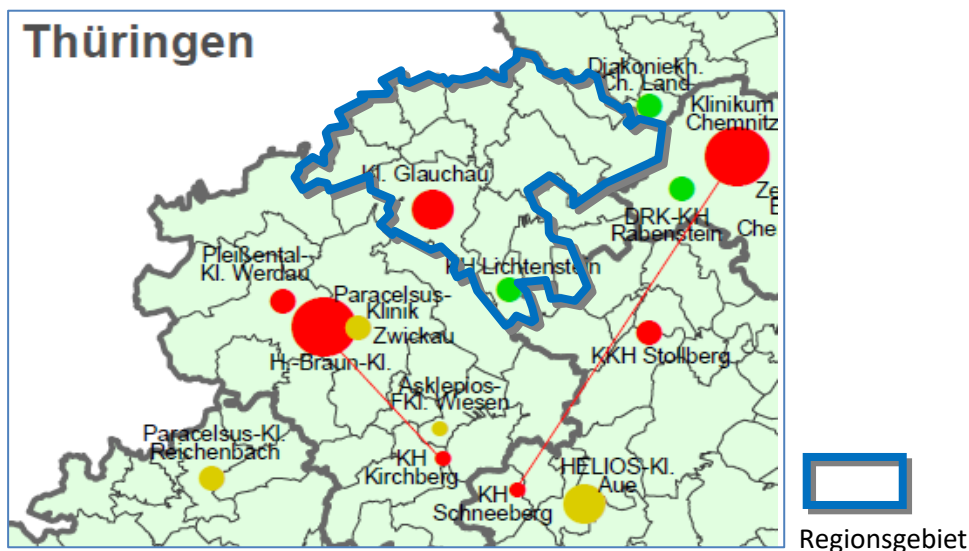 Thüringen
Diakoniekh.
Ch. Land
Klinikum
Chemnitz
Kl. Glauchau
Ze
E
Che
DRK-KH
Rabenstein
Pleißental-
Kl. Werdau
KH Lichtenstein
Paracelsus-
Klinik
Zwickau
H.-Braun-Kl.
KKH Stollberg
Asklepios-
FKl. Wiesen
Paracelsus-Kl.
Reichenbach
KH
Kirchberg
HELIOS-Kl.
Aue
KH
Schneeberg
Regionsgebiet